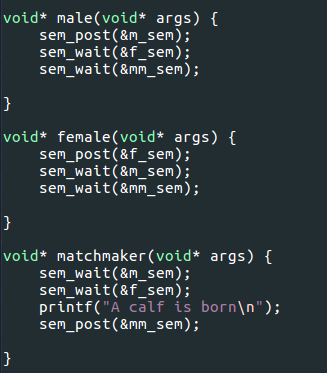 void* male(void* args) {
    sem_post(&m_sem);
    sem_wait(&f_sem);
    sem_wait(&mm_sem);
}
void* female(void* args) {
    sem_post(&f_sem);
    sem_wait(&m_sem);
    sem_wait(&mm_sem);
}
void* matchmaker(void* args) {
    sem_wait(&m_sem);
    sem_wait(&f_sem);
    printf("A calf is born\n");
    sem_post(&mm_sem);
}